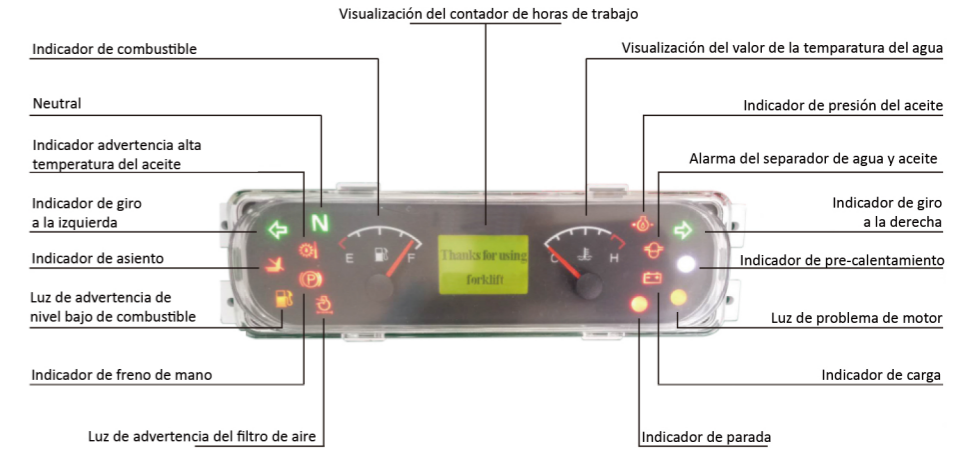 Visualización del contador de horas de trabajo
Indicador de combustible
Visualización del valor de la temparatura del agua
Neutral
Indicador de presión del aceite
Indicador advertencia alta
temperatura del aceite
Alarma del separador de agua y aceite
Indicador de giro
a la izquierda
Indicador de giro
a la derecha
N
Indicador de asiento
E
F
Thanks for using
forklift
C
H
Indicador de pre-calentamiento
P
Luz de advertencia de
nivel bajo de combustible
Luz de problema de motor
Indicador de freno de mano
Indicador de carga
Luz de advertencia del filtro de aire
Indicador de parada